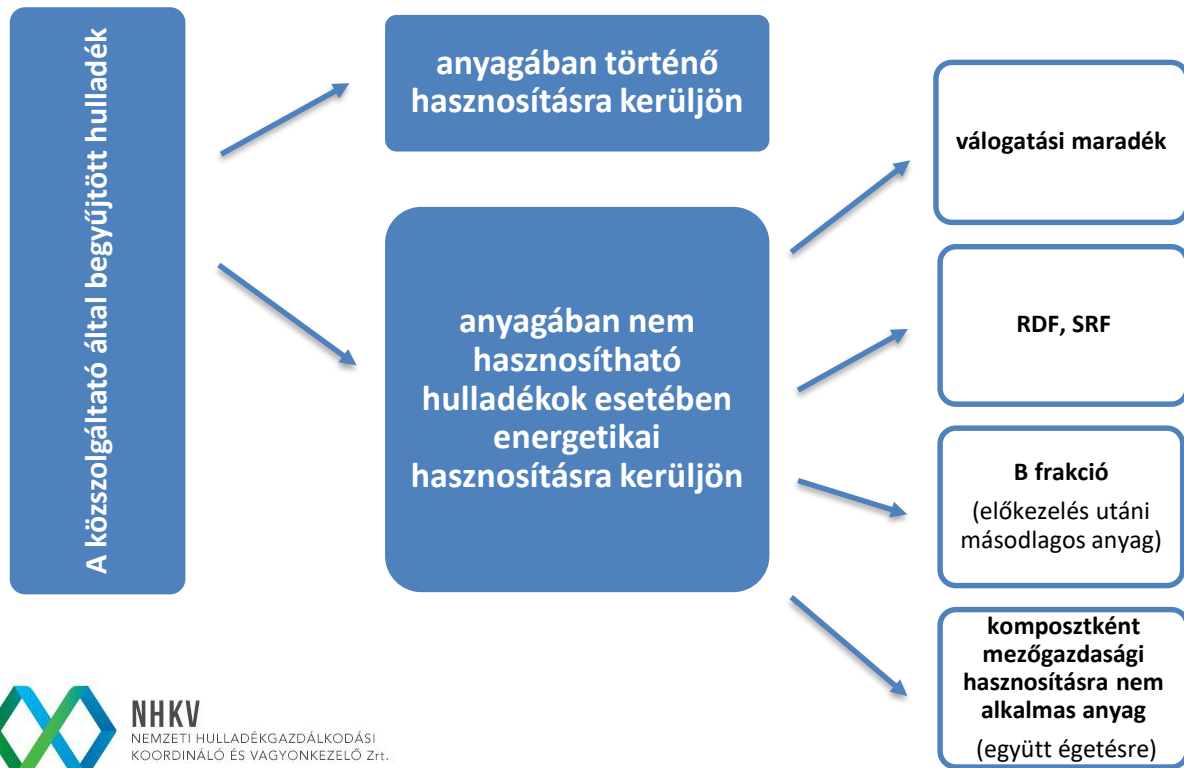 A közszolgáltató által begyűjtött hulladék
anyagában történő
hasznosításra kerüljön
anyagában nem
hasznosítható
hulladékok esetében
energetikai
hasznosításra kerüljön
válogatási maradék
RDF, SRF
B frakció
(előkezelés utáni
másodlagos anyag)
komposztként
mezőgazdasági
hasznosításra nem
alkalmas anyag
(együtt égetésre)
NHKV
NEMZETI HULLADÉKGAZDÁLKODÁSI
KOORDINÁLÓ ÉS VAGYONKEZELŐ Zrt.